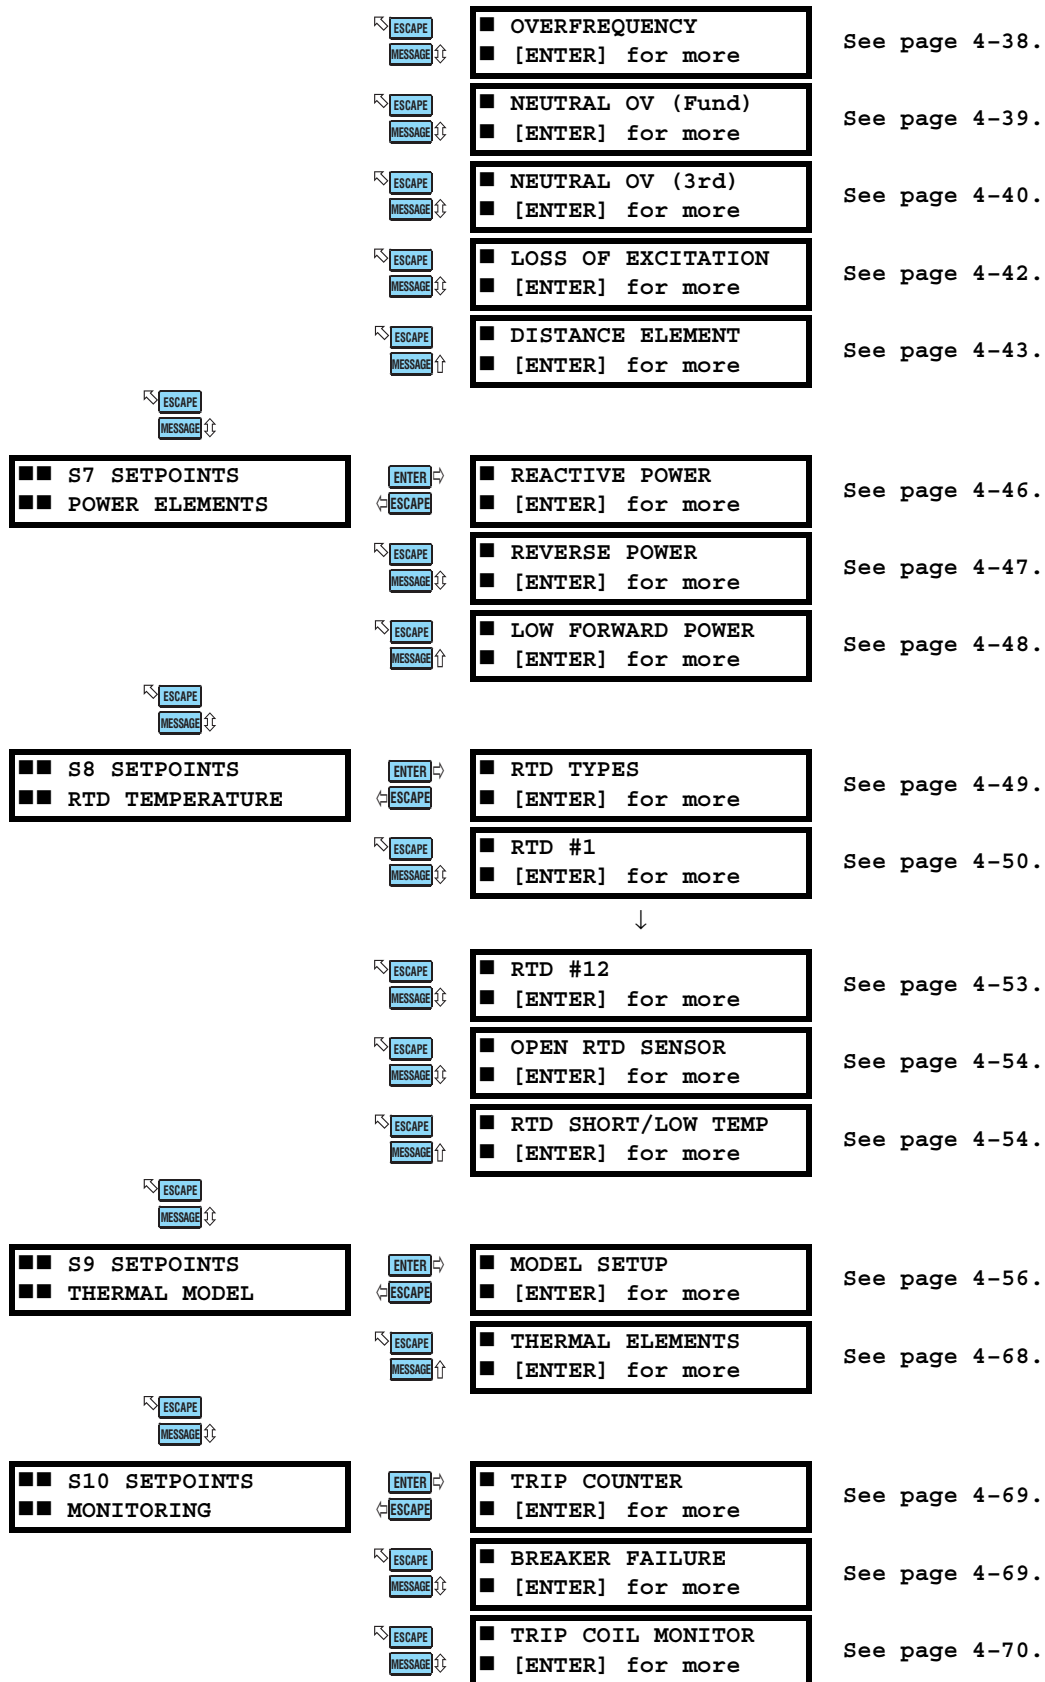 ESCAPE
MESSAGE
■ OVERFREQUENCY
■ [ENTER] for more
See page 4-38.
ESCAPE
MESSAGE
■ NEUTRAL OV (Fund)
■ [ENTER] for more
See page 4-39.
ESCAPE
MESSAGE
■ NEUTRAL OV (3rd)
■ [ENTER] for more
See page 4-40.
ESCAPE
MESSAGE
■ LOSS OF EXCITATION
■ [ENTER] for more
See page 4-42.
ESCAPE
MESSAGE
■ DISTANCE ELEMENT
■ [ENTER] for more
See page 4-43.
ESCAPE
MESSAGE
■■ S7 SETPOINTS
■■ POWER ELEMENTS
ENTER
ESCAPE
■ REACTIVE POWER
■ [ENTER] for more
See page 4-46.
ESCAPE
MESSAGE
■ REVERSE POWER
■ [ENTER] for more
See page 4-47.
ESCAPE
MESSAGE
■ LOW FORWARD POWER
■ [ENTER] for more
See page 4-48.
ESCAPE
MESSAGE
■■ S8 SETPOINTS
■■ RTD TEMPERATURE
ENTER
ESCAPE
■ RTD TYPES
■ [ENTER] for more
See page 4-49.
ESCAPE
MESSAGE
■ RTD #1
■ [ENTER] for more
See page 4-50.
↓
ESCAPE
MESSAGE
■ RTD #12
■ [ENTER] for more
See page 4-53.
ESCAPE
MESSAGE
■ OPEN RTD SENSOR
■ [ENTER] for more
See page 4-54.
ESCAPE
MESSAGE
■ RTD SHORT/LOW TEMP
■ [ENTER] for more
See page 4-54.
ESCAPE
MESSAGE
■■ S9 SETPOINTS
■■ THERMAL MODEL
ENTER
ESCAPE
■ MODEL SETUP
■ [ENTER] for more
See page 4-56.
ESCAPE
MESSAGE
■ THERMAL ELEMENTS
■ [ENTER] for more
See page 4-68.
ESCAPE
MESSAGE
■■ S10 SETPOINTS
■■ MONITORING
ENTER
ESCAPE
■ TRIP COUNTER
■ [ENTER] for more
See page 4-69.
ESCAPE
MESSAGE
■ BREAKER FAILURE
■ [ENTER] for more
See page 4-69.
ESCAPE
MESSAGE
■ TRIP COIL MONITOR
■ [ENTER] for more
See page 4-70.